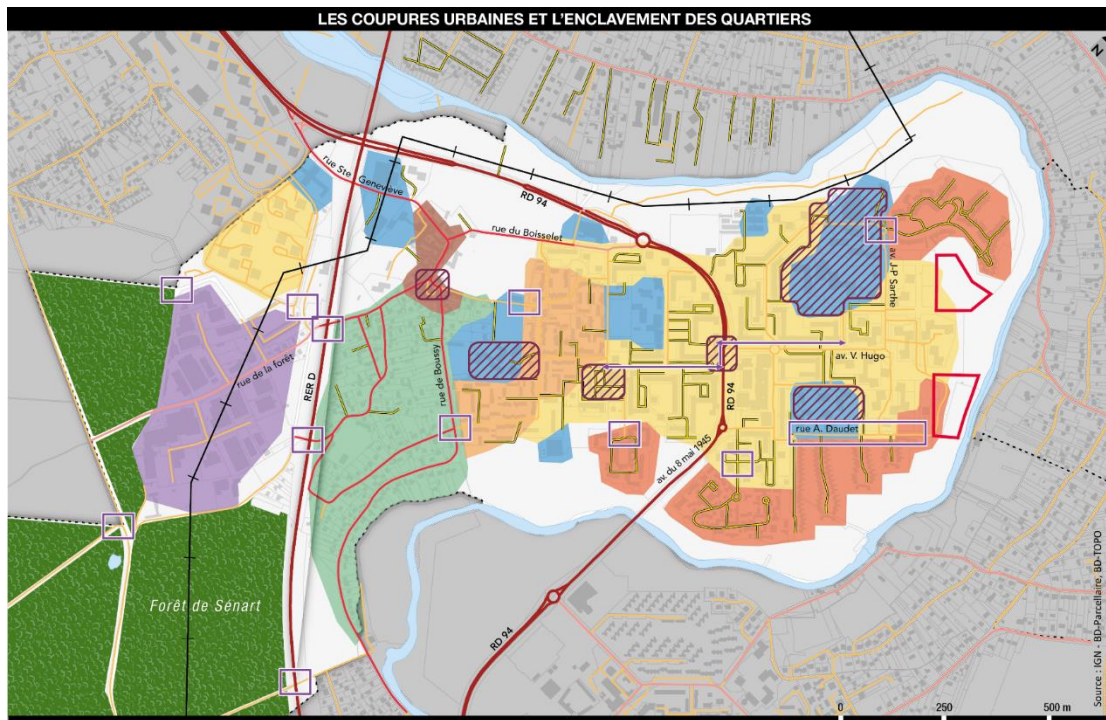 LES COUPURES URBAINES ET L'ENCLAVEMENT DES QUARTIERS
N
rue Ste Geneviève
RD 94
rue du Boisselet
av. J-P Sarthe
rue de la forêt
RER D
rue de Boussy
av. V. Hugo
RD 94
rue A. Daudet
av. du 8 mai 1945
Forêt de Sénart
RD 94
Source : IGN - BD-Parcellaire, BD-TOPO
0 250 500 m